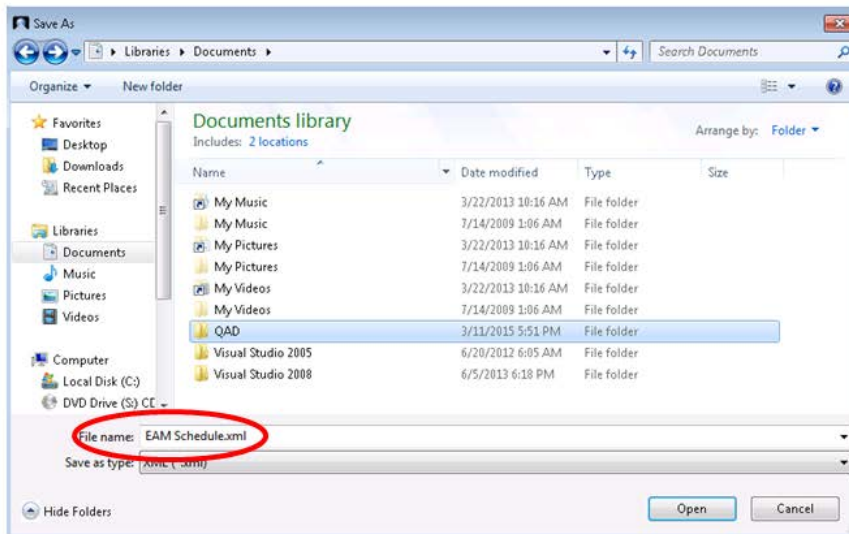 Save As
Libraries Documents
Search Documents
Organize New folder
Favorites
Desktop
Downloads
Recent Places
Libraries
Documents
Music
Pictures
Videos
Computer
Local Disk (C:)
DVD Drive (S:) CE
Documents library
Includes: 2 locations
Arrange by: Folder
Name Date modified Type Size
My Music 3/22/2013 10:16 AM File folder
My Music 7/14/2009 1:06 AM File folder
My Pictures 3/22/2013 10:16 AM File folder
My Pictures 7/14/2009 1:06 AM File folder
My Videos 3/22/2013 10:16 AM File folder
My Videos 7/14/2009 1:06 AM File folder
QAD 3/11/2015 5:51 PM File folder
Visual Studio 2005 6/20/2012 6:05 AM File folder
Visual Studio 2008 6/5/2013 6:18 PM File folder
File name: EAM Schedule.xml
Save as type: XML (*.xml)
Hide Folders
Open Cancel